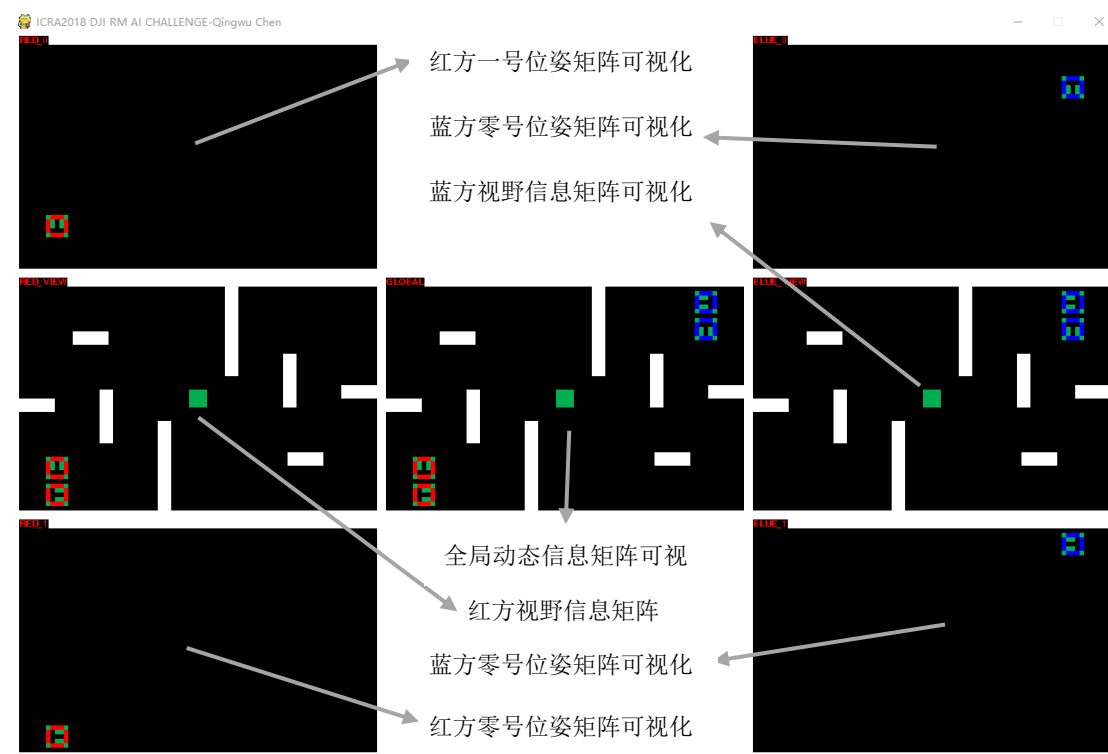 ICRA2018 DJI RM AI CHALLENGE-Qingwu Chen
RED_0
BLUE_0
红方一号位姿矩阵可视化
蓝方零号位姿矩阵可视化
蓝方视野信息矩阵可视化
RED_VIEW
GLOBAL
BLUE_VIEW
RED_1
BLUE_1
全局动态信息矩阵可视
红方视野信息矩阵
蓝方零号位姿矩阵可视化
红方零号位姿矩阵可视化